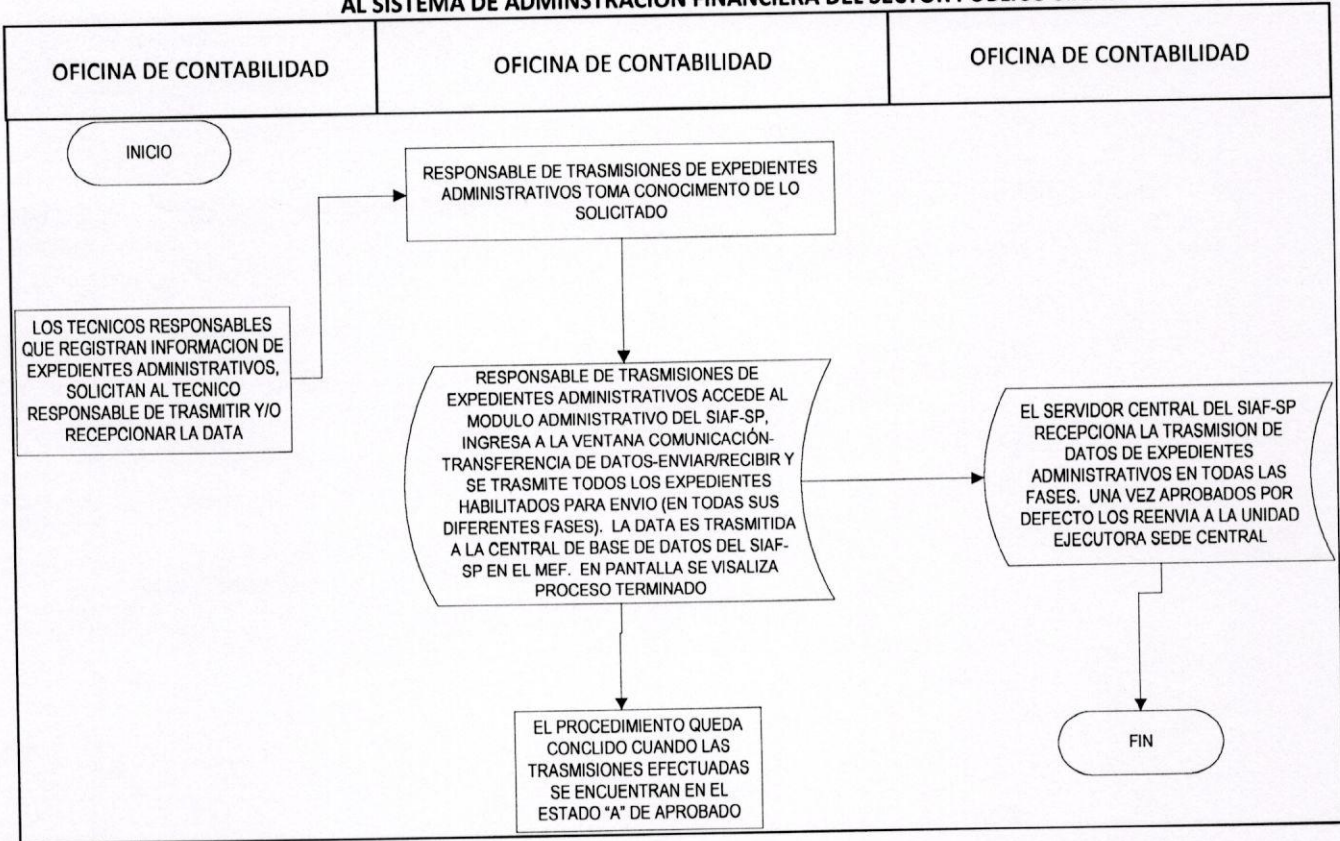 AL SISTEMA DE ADMINSTRACION FINANCIERA DEL SECTOR
OFICINA DE CONTABILIDAD
OFICINA DE CONTABILIDAD
OFICINA DE CONTABILIDAD
INICIO
RESPONSABLE DE TRASMISIONES DE EXPEDIENTES
ADMINISTRATIVOS TOMA CONOCIMENTO DE LO
SOLICITADO
LOS TECNICOS RESPONSABLES
QUE REGISTRAN INFORMACION DE
EXPEDIENTES ADMINISTRATIVOS,
SOLICITAN AL TECNICO
RESPONSABLE DE TRASMITIR Y/O
RECEPCIONAR LA DATA
RESPONSABLE DE TRASMISIONES DE
EXPEDIENTES ADMINISTRATIVOS ACCEDE AL
MODULO ADMINISTRATIVO DEL SIAF-SP,
INGRESA A LA VENTANA COMUNICACIÓN-
TRANSFERENCIA DE DATOS-ENVIAR/RECIBIR Y
SE TRASMITE TODOS LOS EXPEDIENTES
HABILITADOS PARA ENVIO (EN TODAS SUS
DIFERENTES FASES). LA DATA ES TRASMITIDA
A LA CENTRAL DE BASE DE DATOS DEL SIAF-
SP EN EL MEF. EN PANTALLA SE VISALIZA
PROCESO TERMINADO
EL SERVIDOR CENTRAL DEL SIAF-SP
RECEPCIONA LA TRASMISION DE
DATOS DE EXPEDIENTES
ADMINISTRATIVOS EN TODAS LAS
FASES. UNA VEZ APROBADOS POR
DEFECTO LOS REENVIA A LA UNIDAD
EJECUTORA SEDE CENTRAL
EL PROCEDIMIENTO QUEDA
CONCLIDO CUANDO LAS
TRASMISIONES EFECTUADAS
SE ENCUENTRAN EN EL
ESTADO "A" DE APROBADO
FIN